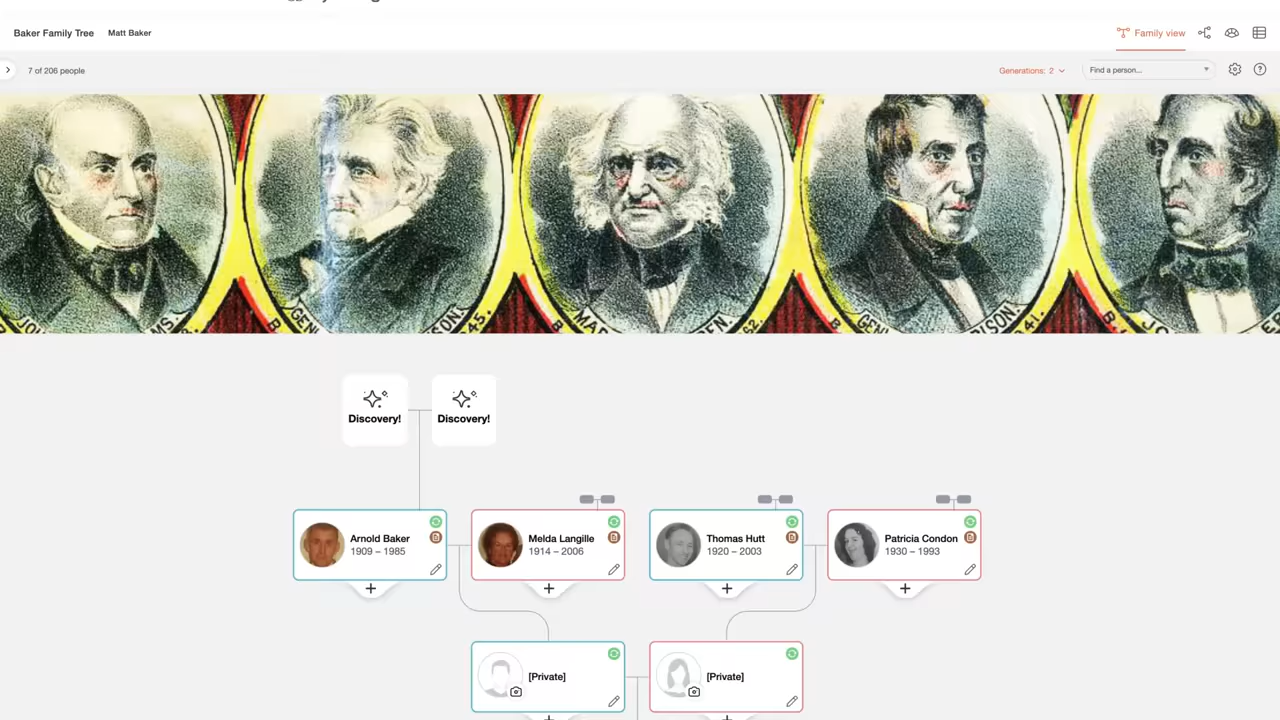 Baker Family Tree Matt Baker Family view
7 of 206 people Generations: 2 Find a person...
Discovery! Discovery!
Arnold Baker
1909 – 1985
Melda Langille
1914 – 2006
Thomas Hutt
1920 – 2003
Patricia Condon
1930 – 1993
[Private] [Private]